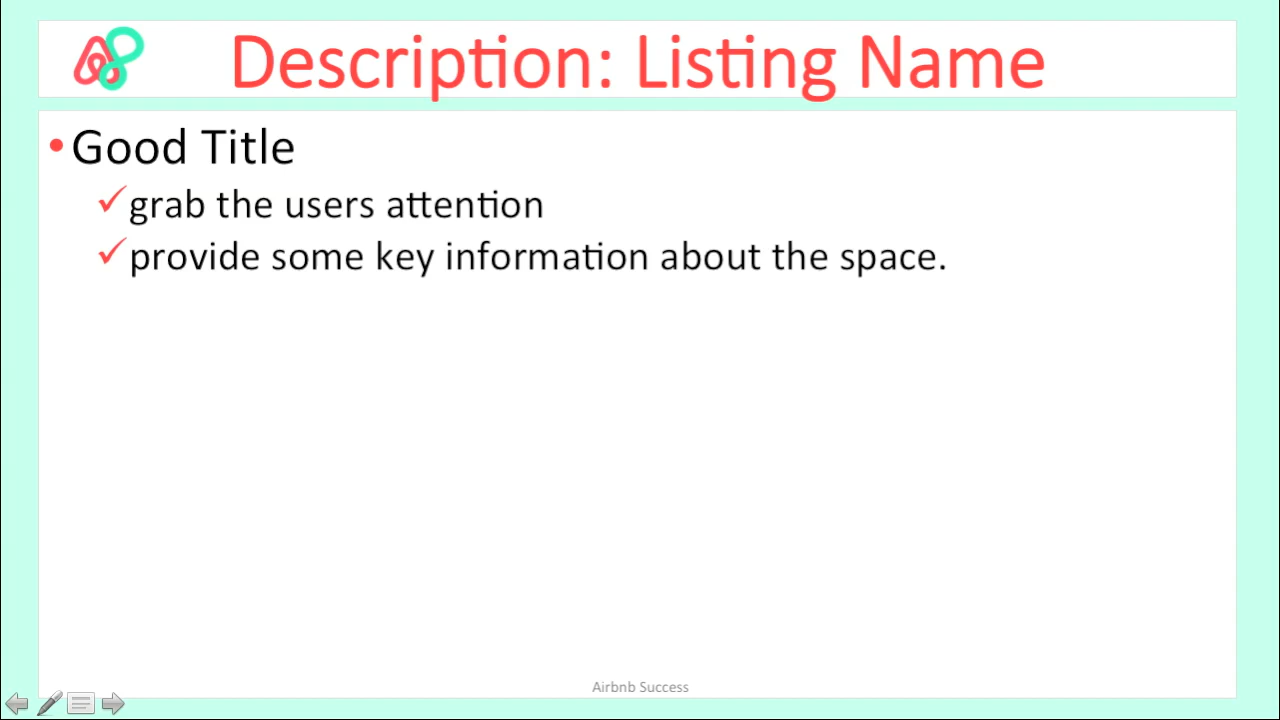 Description: Listing Name
• Good Title
✓ grab the users attention
✓ provide some key information about the space.
Airbnb Success